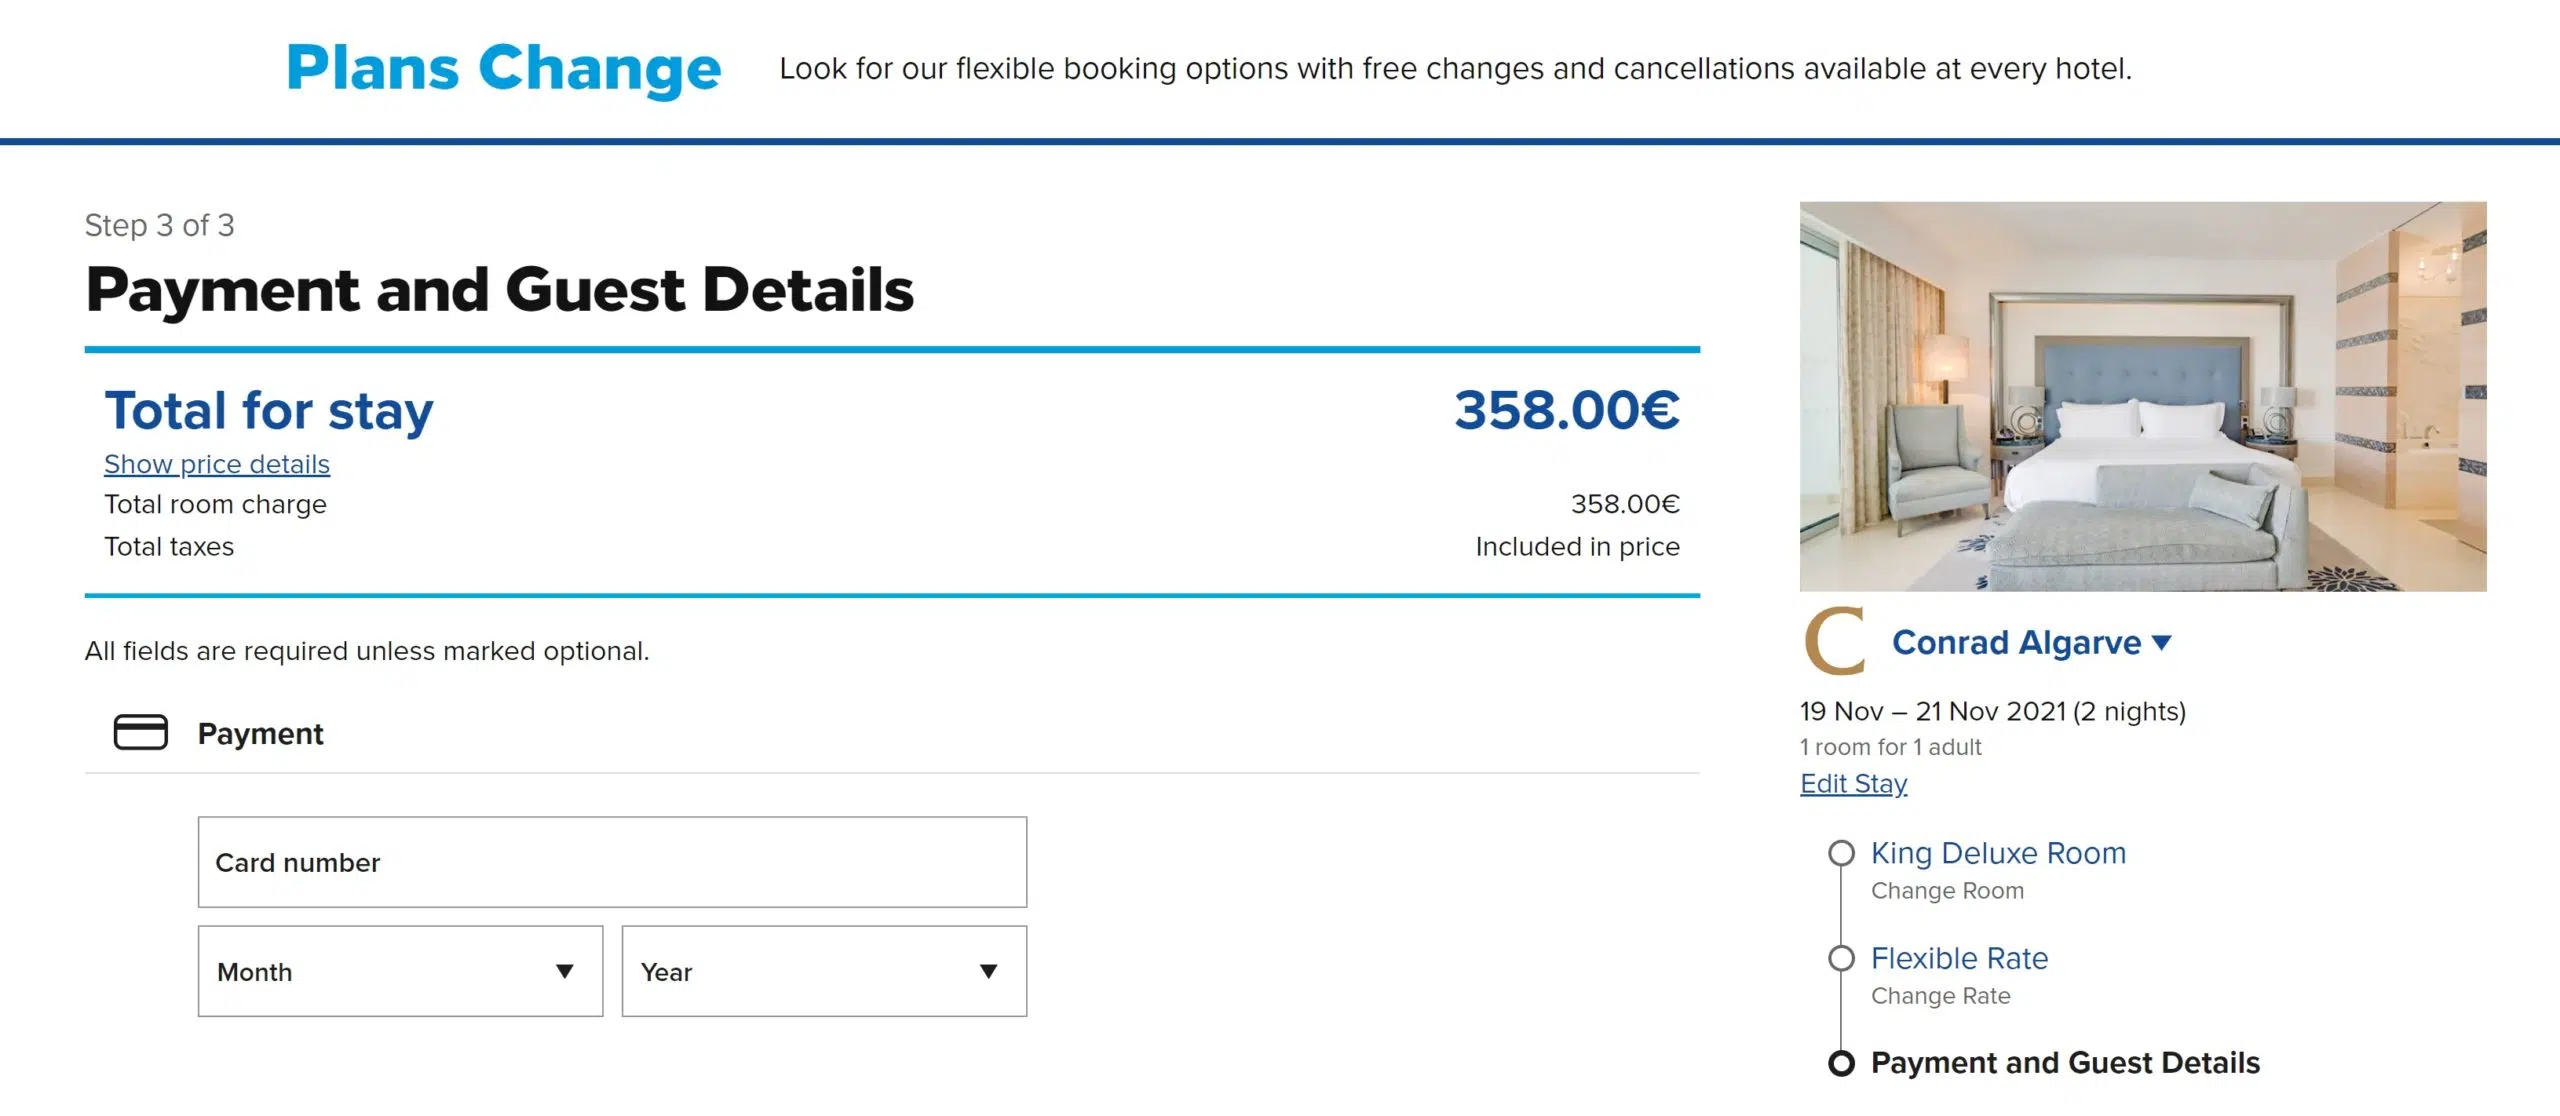 Plans Change
Look for our flexible booking options with free changes and cancellations available at every hotel.
Step 3 of 3
Payment and Guest Details
Total for stay 358.00€
Show price details
Total room charge 358.00€
Total taxes Included in price
All fields are required unless marked optional.
Payment
Card number
Month Year
C Conrad Algarve
19 Nov – 21 Nov 2021 (2 nights)
1 room for 1 adult
Edit Stay
King Deluxe Room
Change Room
Flexible Rate
Change Rate
Payment and Guest Details